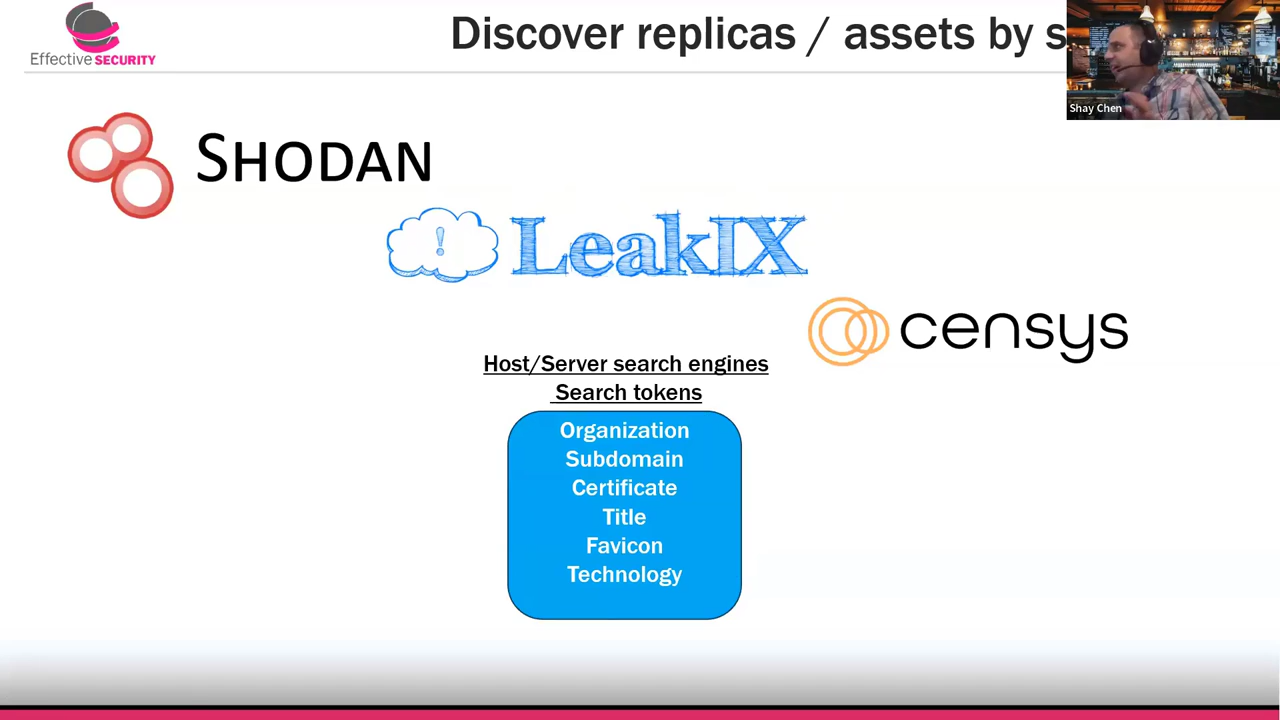 Effective SECURITY
Discover replicas / assets by
Shay Chen
SHODAN
LeakIX
censys
Host/Server search engines
Search tokens
Organization
Subdomain
Certificate
Title
Favicon
Technology